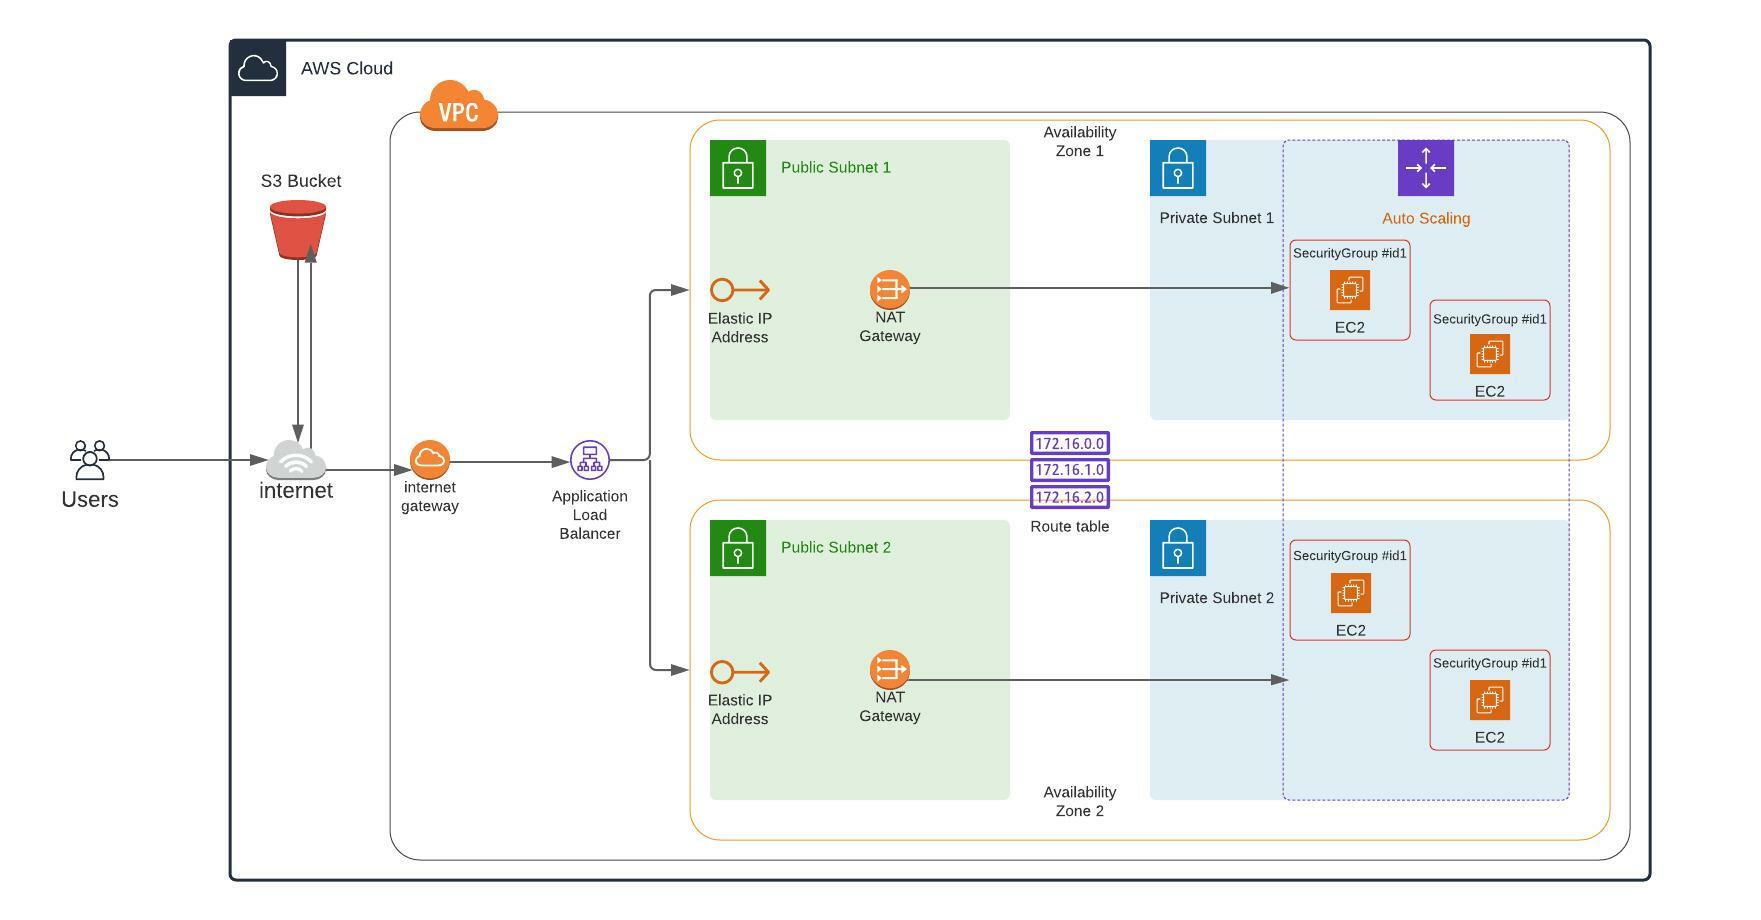 AWS Cloud
VPC
S3 Bucket
Users
internet
internet
gateway
Application
Load
Balancer
Availability
Zone 1
Public Subnet 1
Elastic IP
Address
NAT
Gateway
Private Subnet 1
Auto Scaling
SecurityGroup #id1
EC2
SecurityGroup #id1
EC2
172.16.0.0
172.16.1.0
172.16.2.0
Route table
Public Subnet 2
Elastic IP
Address
NAT
Gateway
Private Subnet 2
SecurityGroup #id1
EC2
SecurityGroup #id1
EC2
Availability
Zone 2